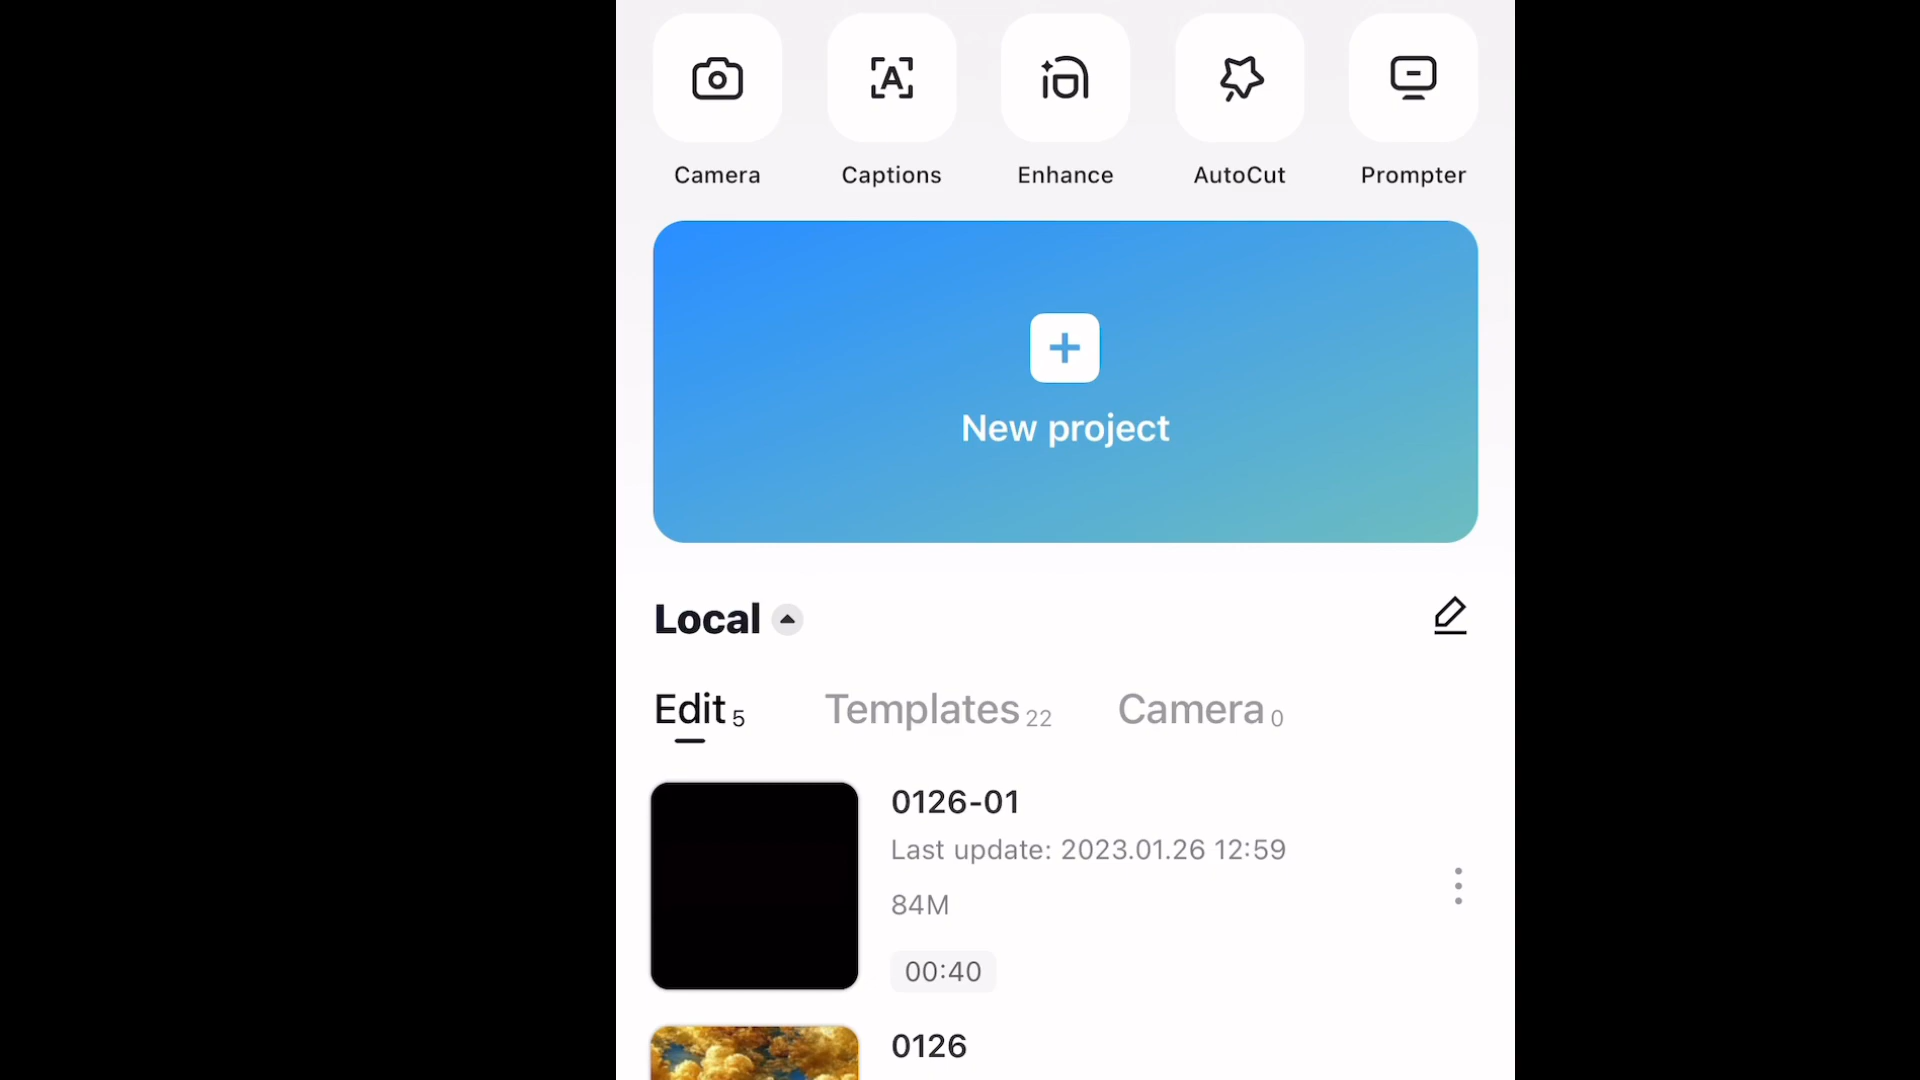 Camera
Captions
Enhance
AutoCut
Prompter
New project
Local
Edit 5
Templates 22
Camera 0
0126-01
Last update: 2023.01.26 12:59
84M
00:40
0126